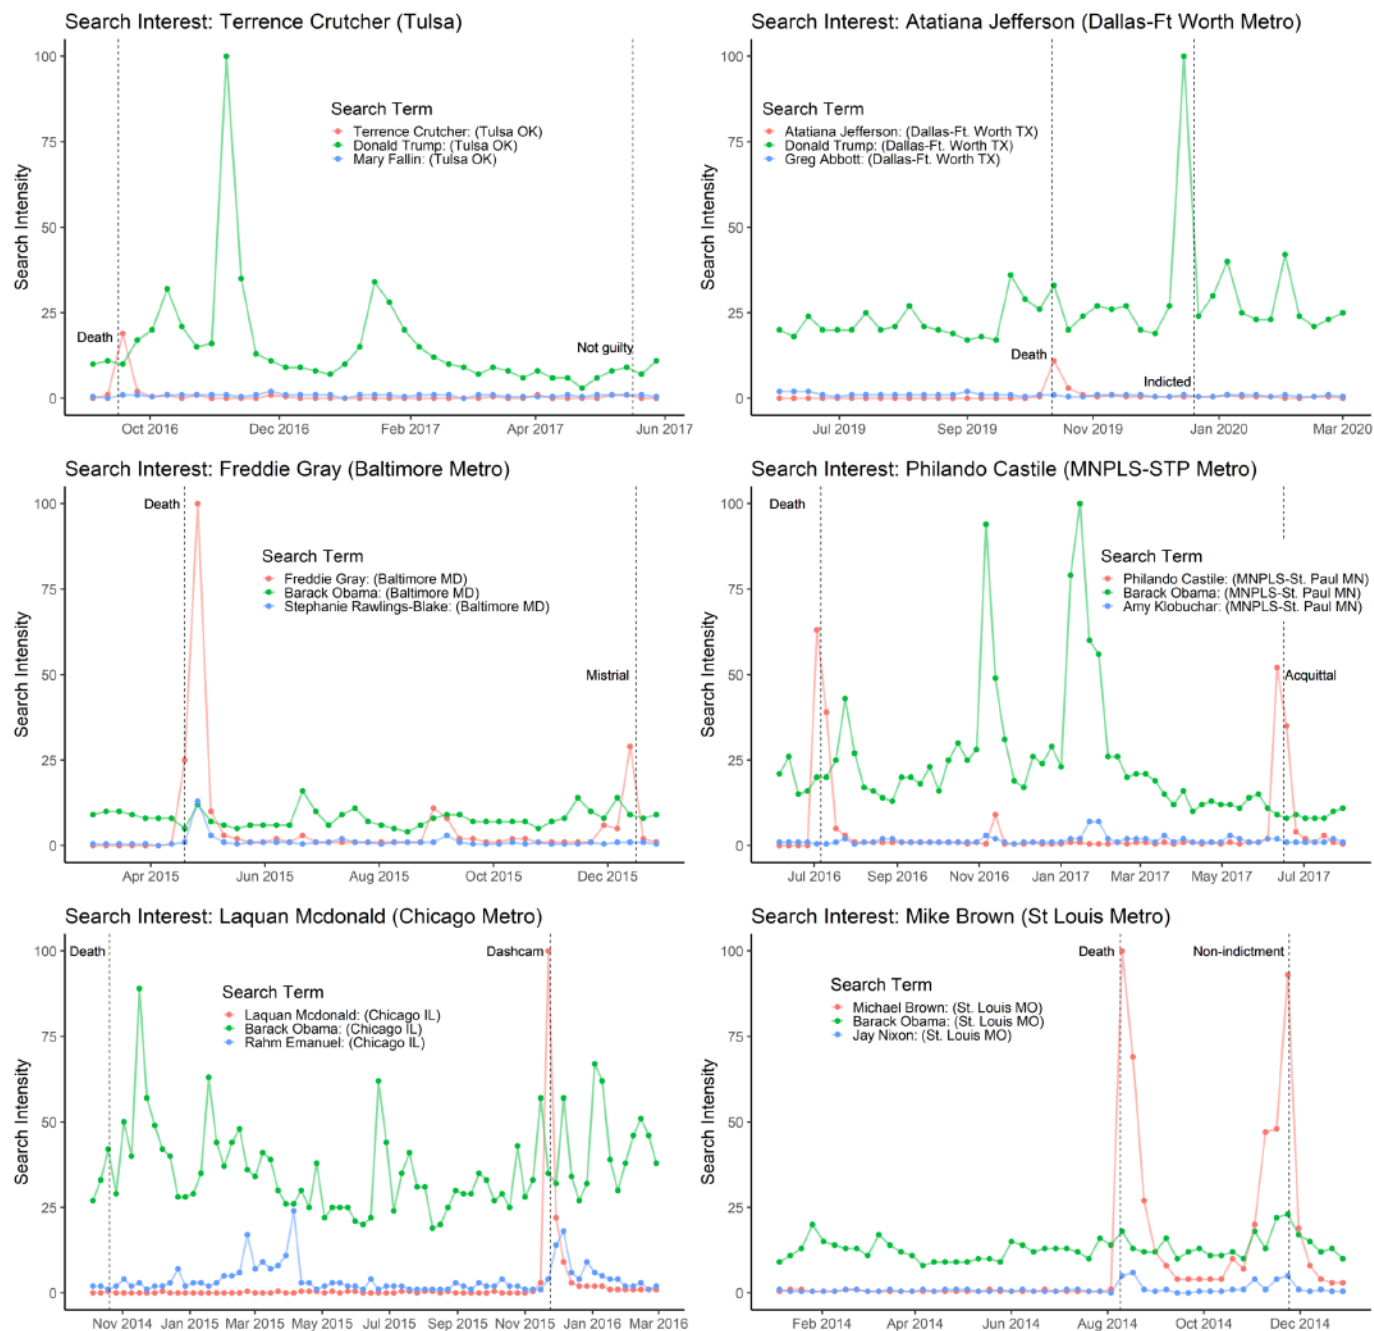 Search Interest: Terrence Crutcher (Tulsa)
100
75
50
25
0
Search Intensity
Search Term
Terrence Crutcher: (Tulsa OK)
Donald Trump: (Tulsa OK)
Mary Fallin: (Tulsa OK)
Death
Not guilty
Oct 2016
Dec 2016
Feb 2017
Apr 2017
Jun 2017
Search Interest: Atatiana Jefferson (Dallas-Ft Worth Metro)
100
75
50
25
0
Search Intensity
Search Term
Atatiana Jefferson: (Dallas-Ft. Worth TX)
Donald Trump: (Dallas-Ft. Worth TX)
Greg Abbott: (Dallas-Ft. Worth TX)
Death
Indicted
Jul 2019
Sep 2019
Nov 2019
Jan 2020
Mar 2020
Search Interest: Freddie Gray (Baltimore Metro)
100
75
50
25
0
Search Intensity
Death
Search Term
Freddie Gray: (Baltimore MD)
Barack Obama: (Baltimore MD)
Stephanie Rawlings-Blake: (Baltimore MD)
Mistrial
Apr 2015
Jun 2015
Aug 2015
Oct 2015
Dec 2015
Search Interest: Philando Castile (MNPLS-STP Metro)
100
75
50
25
0
Search Intensity
Death
Search Term
Philando Castile: (MNPLS-St. Paul MN)
Barack Obama: (MNPLS-St. Paul MN)
Amy Klobuchar: (MNPLS-St. Paul MN)
Acquittal
Jul 2016
Sep 2016
Nov 2016
Jan 2017
Mar 2017
May 2017
Jul 2017
Search Interest: Laquan Mcdonald (Chicago Metro)
100
75
50
25
0
Search Intensity
Death
Dashcam
Search Term
Laquan Mcdonald: (Chicago IL)
Barack Obama: (Chicago IL)
Rahm Emanuel: (Chicago IL)
Nov 2014
Jan 2015
Mar 2015
May 2015
Jul 2015
Sep 2015
Nov 2015
Jan 2016
Mar 2016
Search Interest: Mike Brown (St Louis Metro)
100
75
50
25
0
Search Intensity
Death
Non-indictment
Search Term
Michael Brown: (St. Louis MO)
Barack Obama: (St. Louis MO)
Jay Nixon: (St. Louis MO)
Feb 2014
Apr 2014
Jun 2014
Aug 2014
Oct 2014
Dec 2014